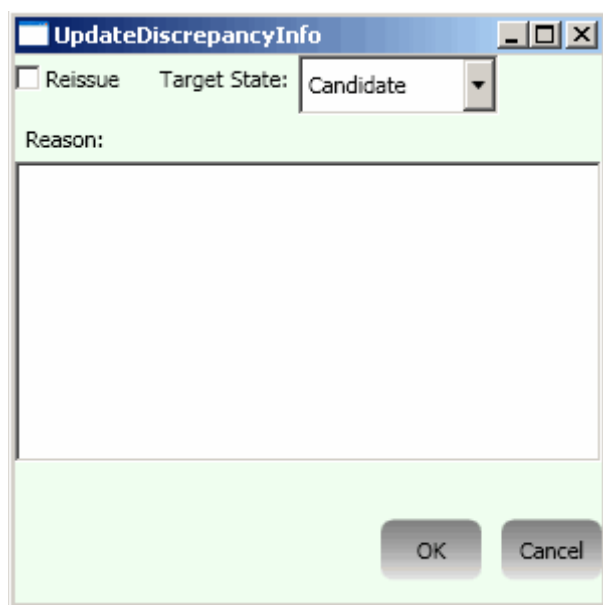 UpdateDiscrepancyInfo
Reissue Target State: Candidate
Reason:
OK Cancel